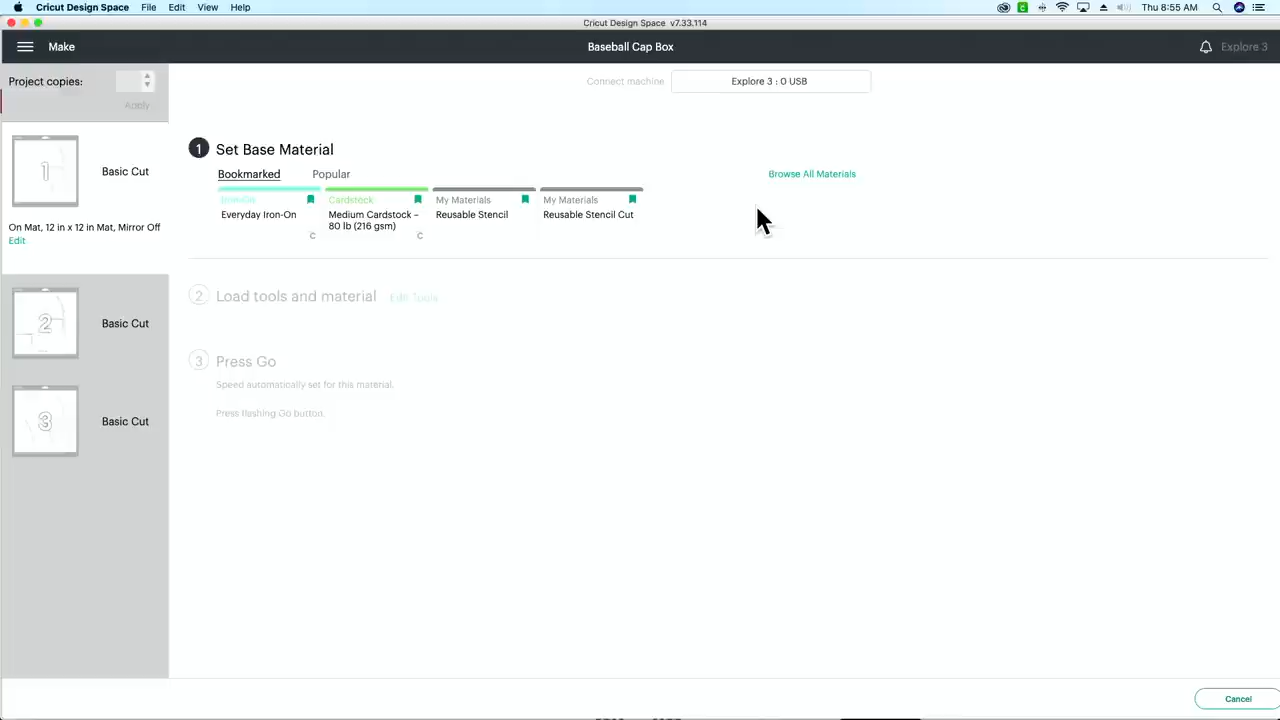 Cricut Design Space File Edit View Help Thu 8:55 AM
Cricut Design Space v7.33.114
Make Baseball Cap Box Explore 3
Project copies:
Apply
Connect machine Explore 3 : 0 USB
1 Basic Cut
On Mat, 12 in x 12 in Mat, Mirror Off
Edit
2 Basic Cut
3 Basic Cut
1 Set Base Material
Bookmarked Popular Browse All Materials
Iron-On Cardstock My Materials My Materials
Everyday Iron-On Medium Cardstock – Reusable Stencil Reusable Stencil Cut
80 lb (216 gsm)
C C
2 Load tools and material Edit Tools
3 Press Go
Speed automatically set for this material.
Press flashing Go button.
Cancel